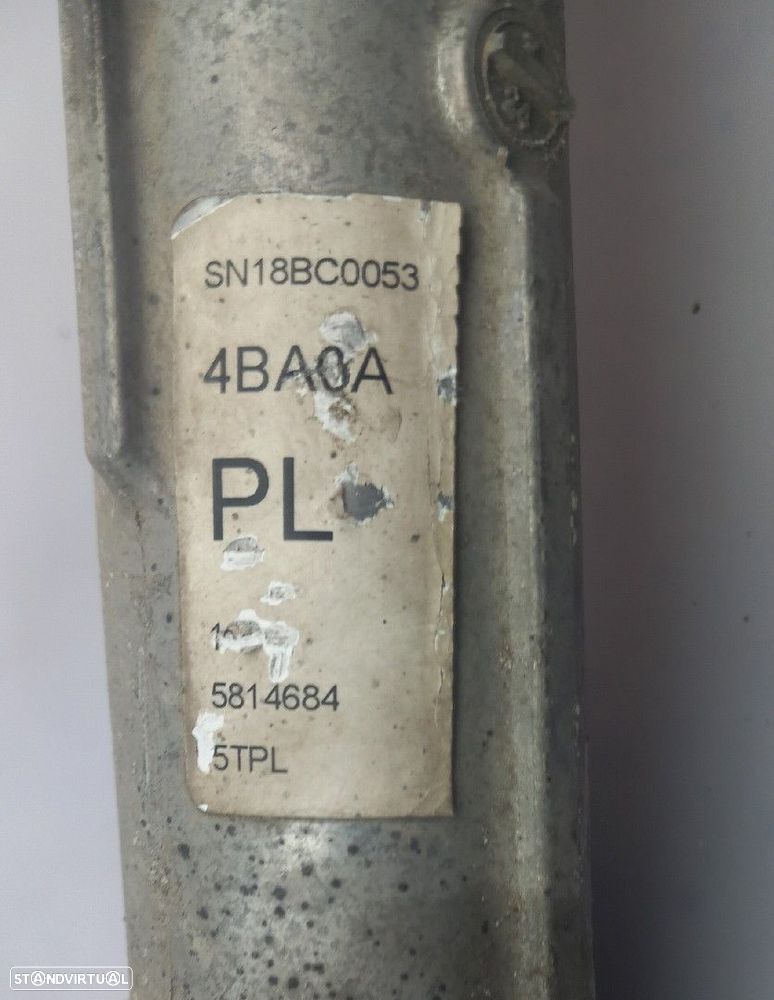 SN18BC0053
4BA0A
PL
5814684
5TPL
STANDVIRTUAL